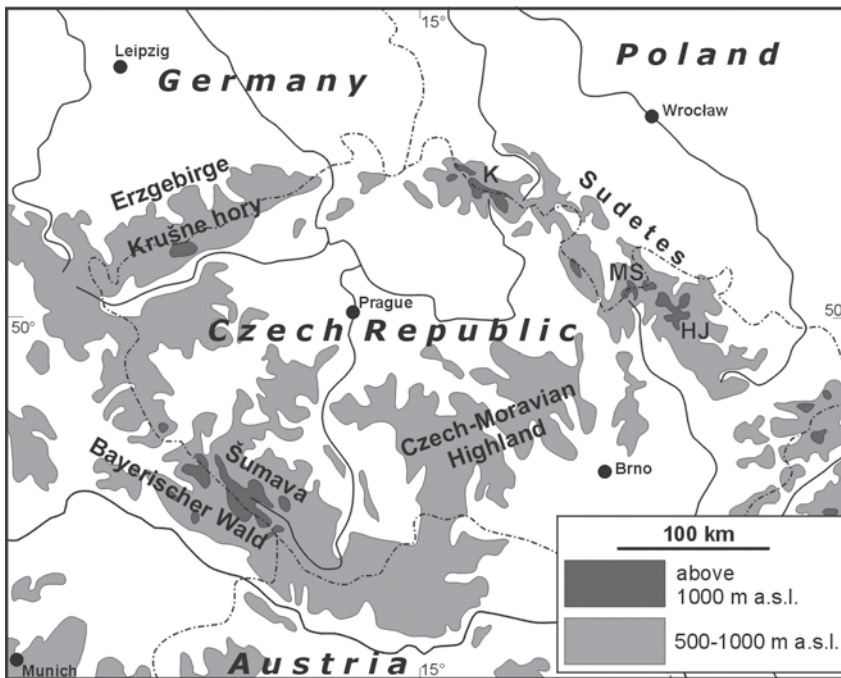 15°
Leipzig
Germany
Poland
Wrocław
Erzgebirge
Krušne hory
K
Sudetes
MS
HJ
50°
Prague
50
Czech Republic
Czech-Moravian
Highland
Šumava
Bayerischer Wald
Brno
100 km
above
1000 m a.s.l.
500-1000 m a.s.l.
Munich
Austria
15°